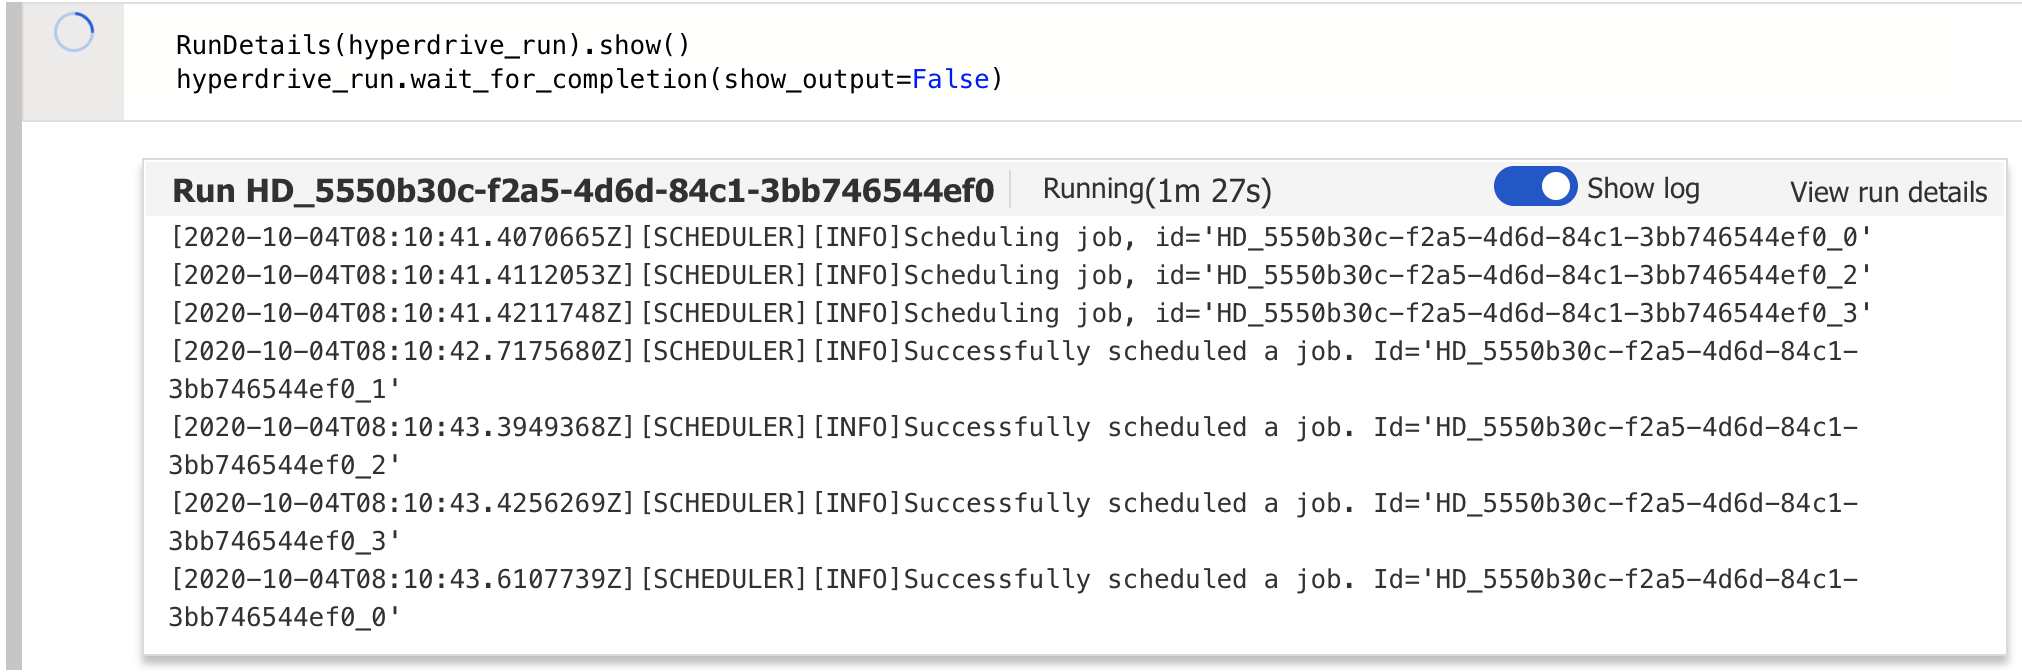 RunDetails(hyperdrive_run).show()
hyperdrive_run.wait_for_completion(show_output=False)
Run HD_5550b30c-f2a5-4d6d-84c1-3bb746544ef0 Running(1m 27s) Show log View run details
[2020-10-04T08:10:41.4070665Z][SCHEDULER][INFO]Scheduling job, id='HD_5550b30c-f2a5-4d6d-84c1-3bb746544ef0_0'
[2020-10-04T08:10:41.4112053Z][SCHEDULER][INFO]Scheduling job, id='HD_5550b30c-f2a5-4d6d-84c1-3bb746544ef0_2'
[2020-10-04T08:10:41.4211748Z][SCHEDULER][INFO]Scheduling job, id='HD_5550b30c-f2a5-4d6d-84c1-3bb746544ef0_3'
[2020-10-04T08:10:42.7175680Z][SCHEDULER][INFO]Successfully scheduled a job. Id='HD_5550b30c-f2a5-4d6d-84c1-
3bb746544ef0_1'
[2020-10-04T08:10:43.3949368Z][SCHEDULER][INFO]Successfully scheduled a job. Id='HD_5550b30c-f2a5-4d6d-84c1-
3bb746544ef0_2'
[2020-10-04T08:10:43.4256269Z][SCHEDULER][INFO]Successfully scheduled a job. Id='HD_5550b30c-f2a5-4d6d-84c1-
3bb746544ef0_3'
[2020-10-04T08:10:43.6107739Z][SCHEDULER][INFO]Successfully scheduled a job. Id='HD_5550b30c-f2a5-4d6d-84c1-
3bb746544ef0_0'